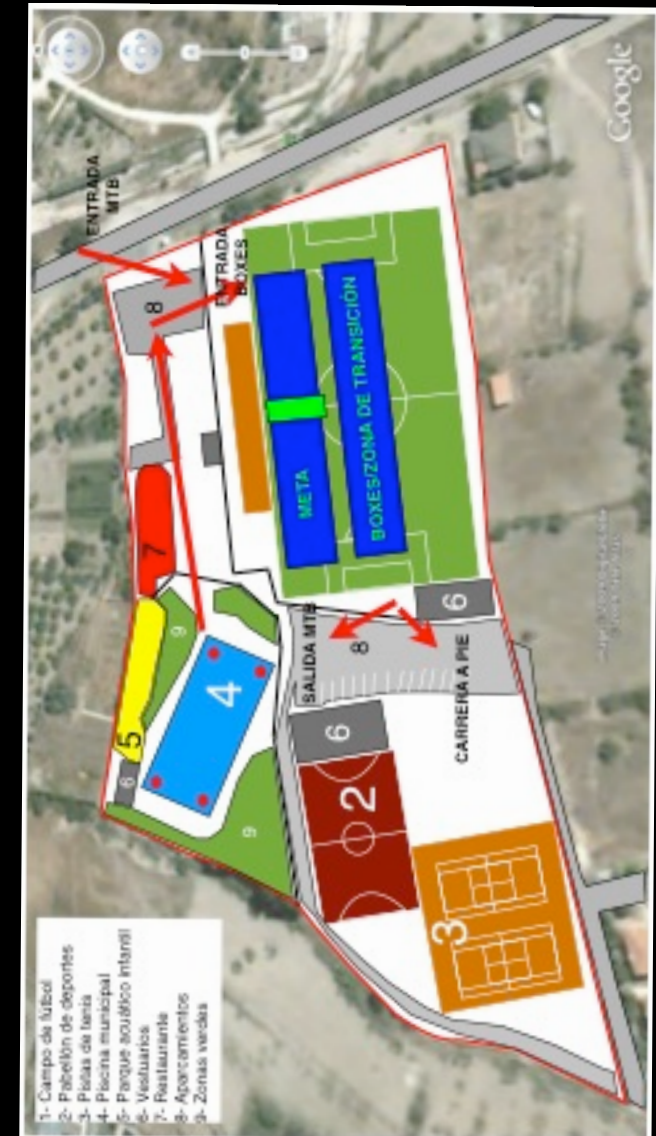 1- Campo de fútbol
2- Pabellón de deportes
3- Pistas de tenis
4- Piscina municipal
5- Parque acuático infantil
6- Vestuarios
7- Restaurante
8- Aparcamientos
9- Zonas verdes
6
5
9
4
9
7
8
ENTRADA
MTB
ENTRADA
BOXES
META
BOXES/ZONA DE TRANSICIÓN
SALIDA MTB
8
6
CARRERA A PIE
6
2
3
Google